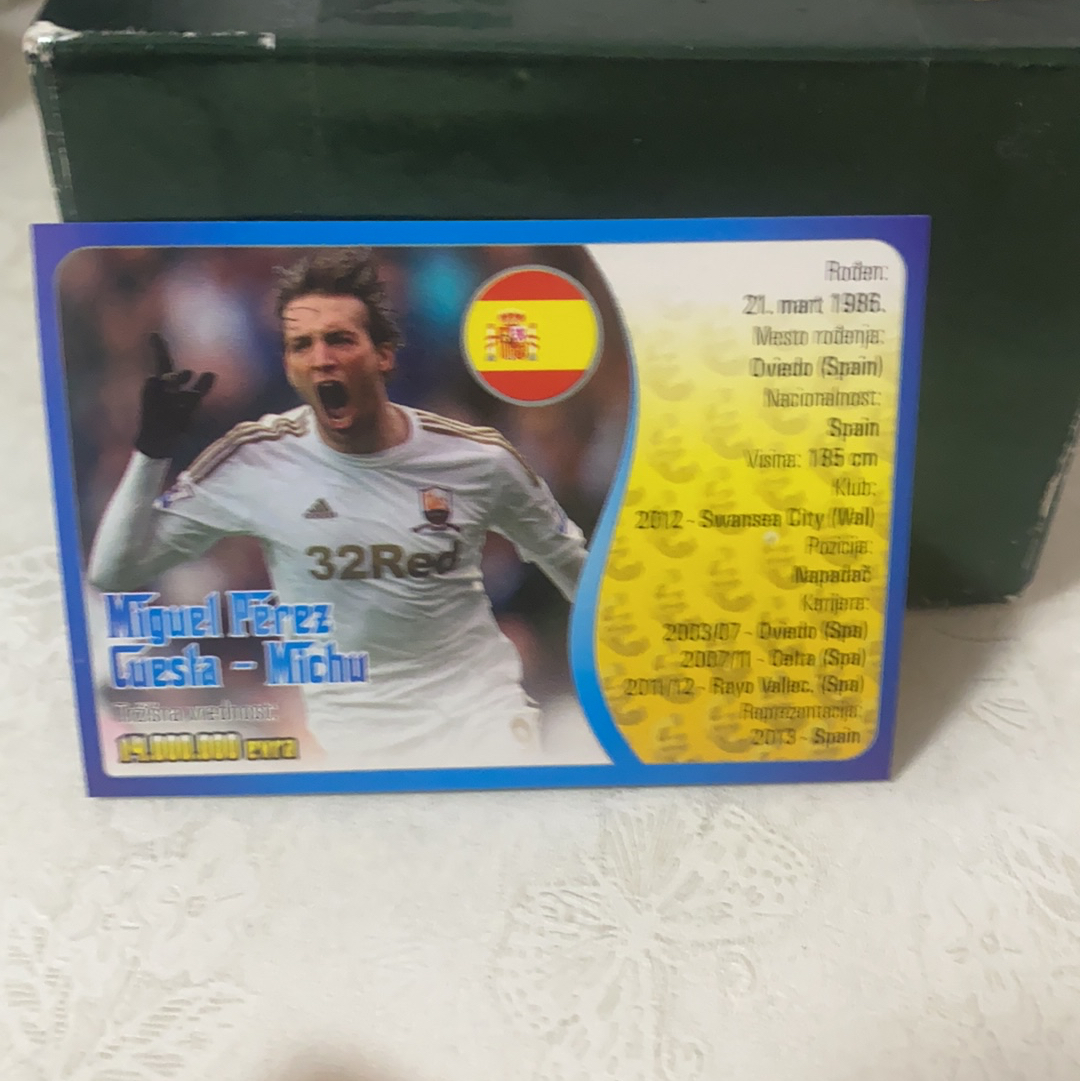 32Red
Miguel Pérez
Cuesta - Michu
Tržišna vrednost:
14.000.000 evra
Rođen:
21. mart 1986.
Mesto rođenja:
Oviedo (Spain)
Nacionalnost:
Spain
Visina: 185 cm
Klub:
2012 - Swansea City (Wal)
Pozicija:
Napadač
Karijera:
2003/07 - Oviedo (Spa)
2007/11 - Celta (Spa)
2011/12 - Rayo Vallec. (Spa)
Reprezentacija:
2013 - Spain